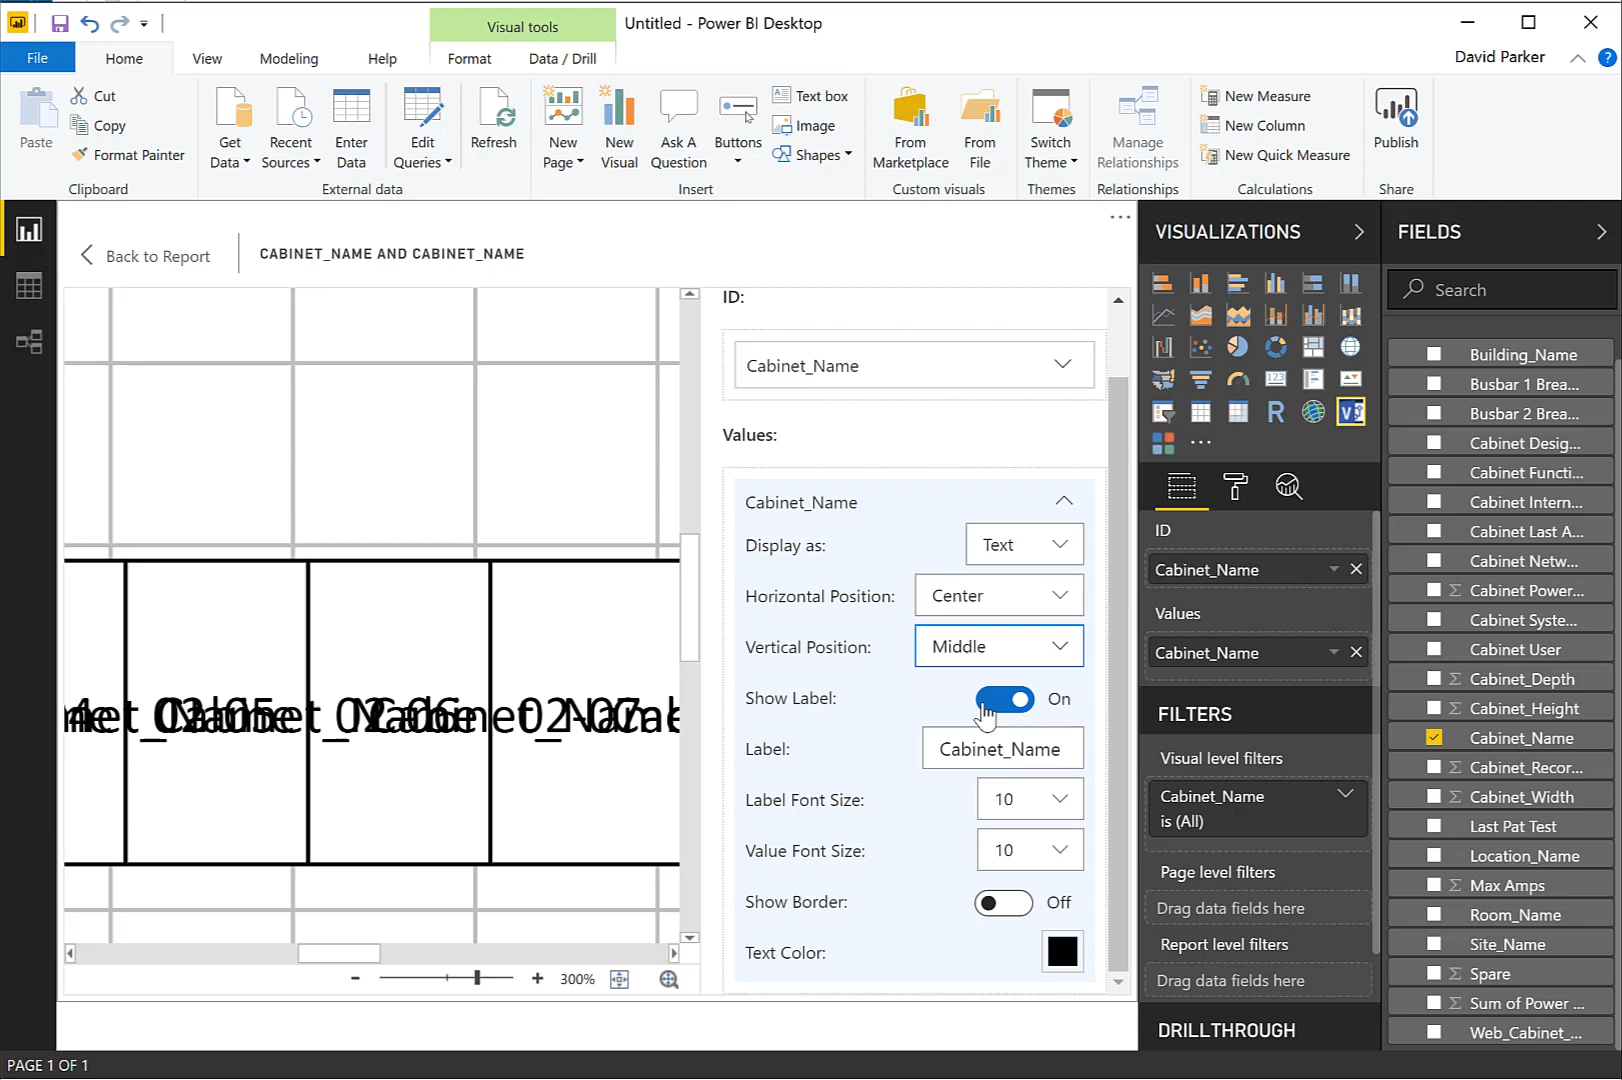 Visual tools
Untitled - Power BI Desktop
File
Home
View
Modeling
Help
Format
Data / Drill
David Parker
?
Paste
Cut
Copy
Format Painter
Clipboard
Get
Data
Recent
Sources
Enter
Data
Edit
Queries
Refresh
External data
New
Page
New
Visual
Ask A
Question
Buttons
Text box
Image
Shapes
Insert
From
Marketplace
From
File
Custom visuals
Switch
Theme
Themes
Manage
Relationships
Relationships
New Measure
New Column
New Quick Measure
Calculations
Publish
Share
Back to Report
CABINET_NAME AND CABINET_NAME
ID:
Cabinet_Name
Values:
Cabinet_Name
Display as:
Text
Horizontal Position:
Center
Vertical Position:
Middle
Show Label:
On
Label:
Cabinet_Name
Label Font Size:
10
Value Font Size:
10
Show Border:
Off
Text Color:
300%
VISUALIZATIONS
123
R
ID
Cabinet_Name
Values
Cabinet_Name
FILTERS
Visual level filters
Cabinet_Name
is (All)
Page level filters
Drag data fields here
Report level filters
Drag data fields here
DRILLTHROUGH
FIELDS
Search
Building_Name
Busbar 1 Brea...
Busbar 2 Brea...
Cabinet Desig...
Cabinet Functi...
Cabinet Intern...
Cabinet Last A...
Cabinet Netw...
Σ Cabinet Power...
Cabinet Syste...
Cabinet User
Σ Cabinet_Depth
Σ Cabinet_Height
Cabinet_Name
Σ Cabinet_Recor...
Σ Cabinet_Width
Last Pat Test
Location_Name
Σ Max Amps
Room_Name
Site_Name
Σ Spare
Σ Sum of Power ...
Web_Cabinet_...
PAGE 1 OF 1